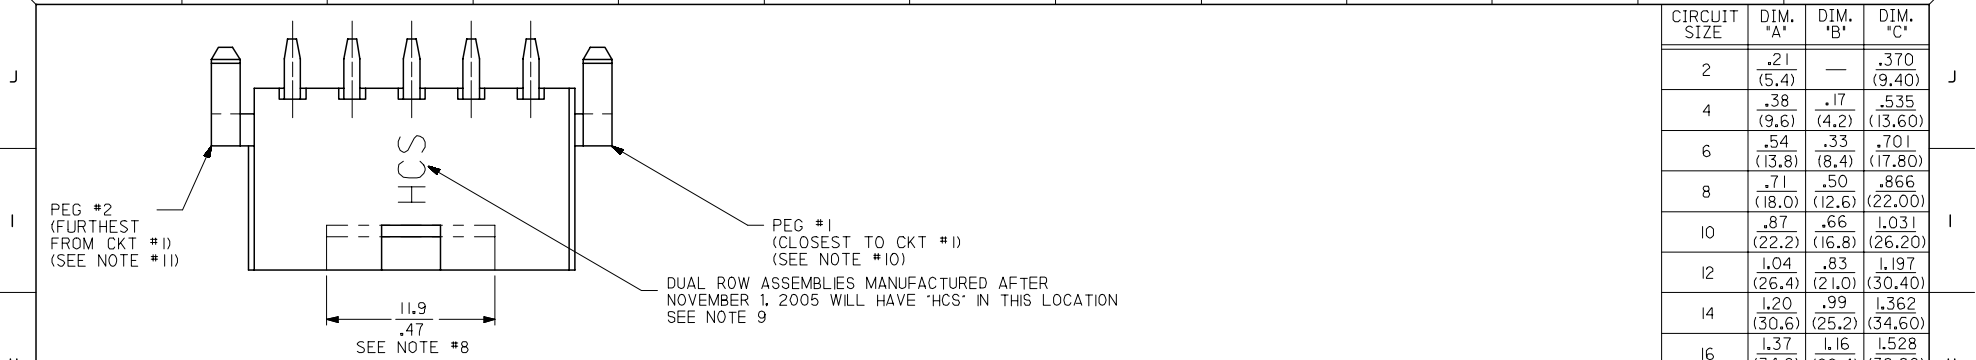 J
I
HCS
PEG #2
(FURTHEST
FROM CKT #1)
(SEE NOTE #11)
PEG #1
(CLOSEST TO CKT #1)
(SEE NOTE #10)
DUAL ROW ASSEMBLIES MANUFACTURED AFTER
NOVEMBER 1, 2005 WILL HAVE "HCS" IN THIS LOCATION
SEE NOTE 9
11.9
.47
SEE NOTE #8
CIRCUIT SIZE DIM. "A" DIM. "B" DIM. "C"
2 .21 (5.4) — .370 (9.40)
4 .38 (9.6) .17 (4.2) .535 (13.60)
6 .54 (13.8) .33 (8.4) .701 (17.80)
8 .71 (18.0) .50 (12.6) .866 (22.00)
10 .87 (22.2) .66 (16.8) 1.031 (26.20)
12 1.04 (26.4) .83 (21.0) 1.197 (30.40)
14 1.20 (30.6) .99 (25.2) 1.362 (34.60)
16 1.37 1.16 1.528
J
I